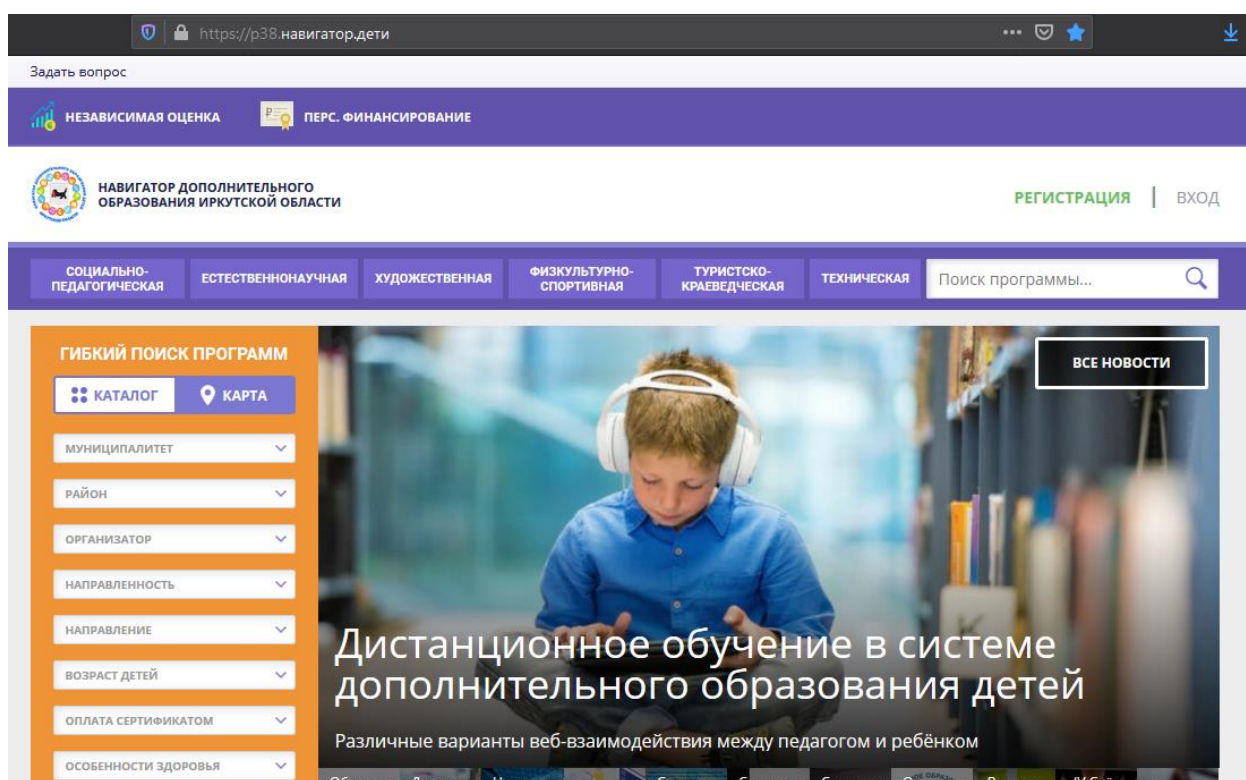 https://р38.навигатор.дети
Задать вопрос
НЕЗАВИСИМАЯ ОЦЕНКА
ПЕРС. ФИНАНСИРОВАНИЕ
НАВИГАТОР ДОПОЛНИТЕЛЬНОГО
ОБРАЗОВАНИЯ ИРКУТСКОЙ ОБЛАСТИ
РЕГИСТРАЦИЯ | ВХОД
СОЦИАЛЬНО-
ПЕДАГОГИЧЕСКАЯ
ЕСТЕСТВЕННОНАУЧНАЯ
ХУДОЖЕСТВЕННАЯ
ФИЗКУЛЬТУРНО-
СПОРТИВНАЯ
ТУРИСТСКО-
КРАЕВЕДЧЕСКАЯ
ТЕХНИЧЕСКАЯ
Поиск программы...
ГИБКИЙ ПОИСК ПРОГРАММ
КАТАЛОГ
КАРТА
МУНИЦИПАЛИТЕТ
РАЙОН
ОРГАНИЗАТОР
НАПРАВЛЕННОСТЬ
НАПРАВЛЕНИЕ
ВОЗРАСТ ДЕТЕЙ
ОПЛАТА СЕРТИФИКАТОМ
ОСОБЕННОСТИ ЗДОРОВЬЯ
ВСЕ НОВОСТИ
Дистанционное обучение в системе
дополнительного образования детей
Различные варианты веб-взаимодействия между педагогом и ребёнком